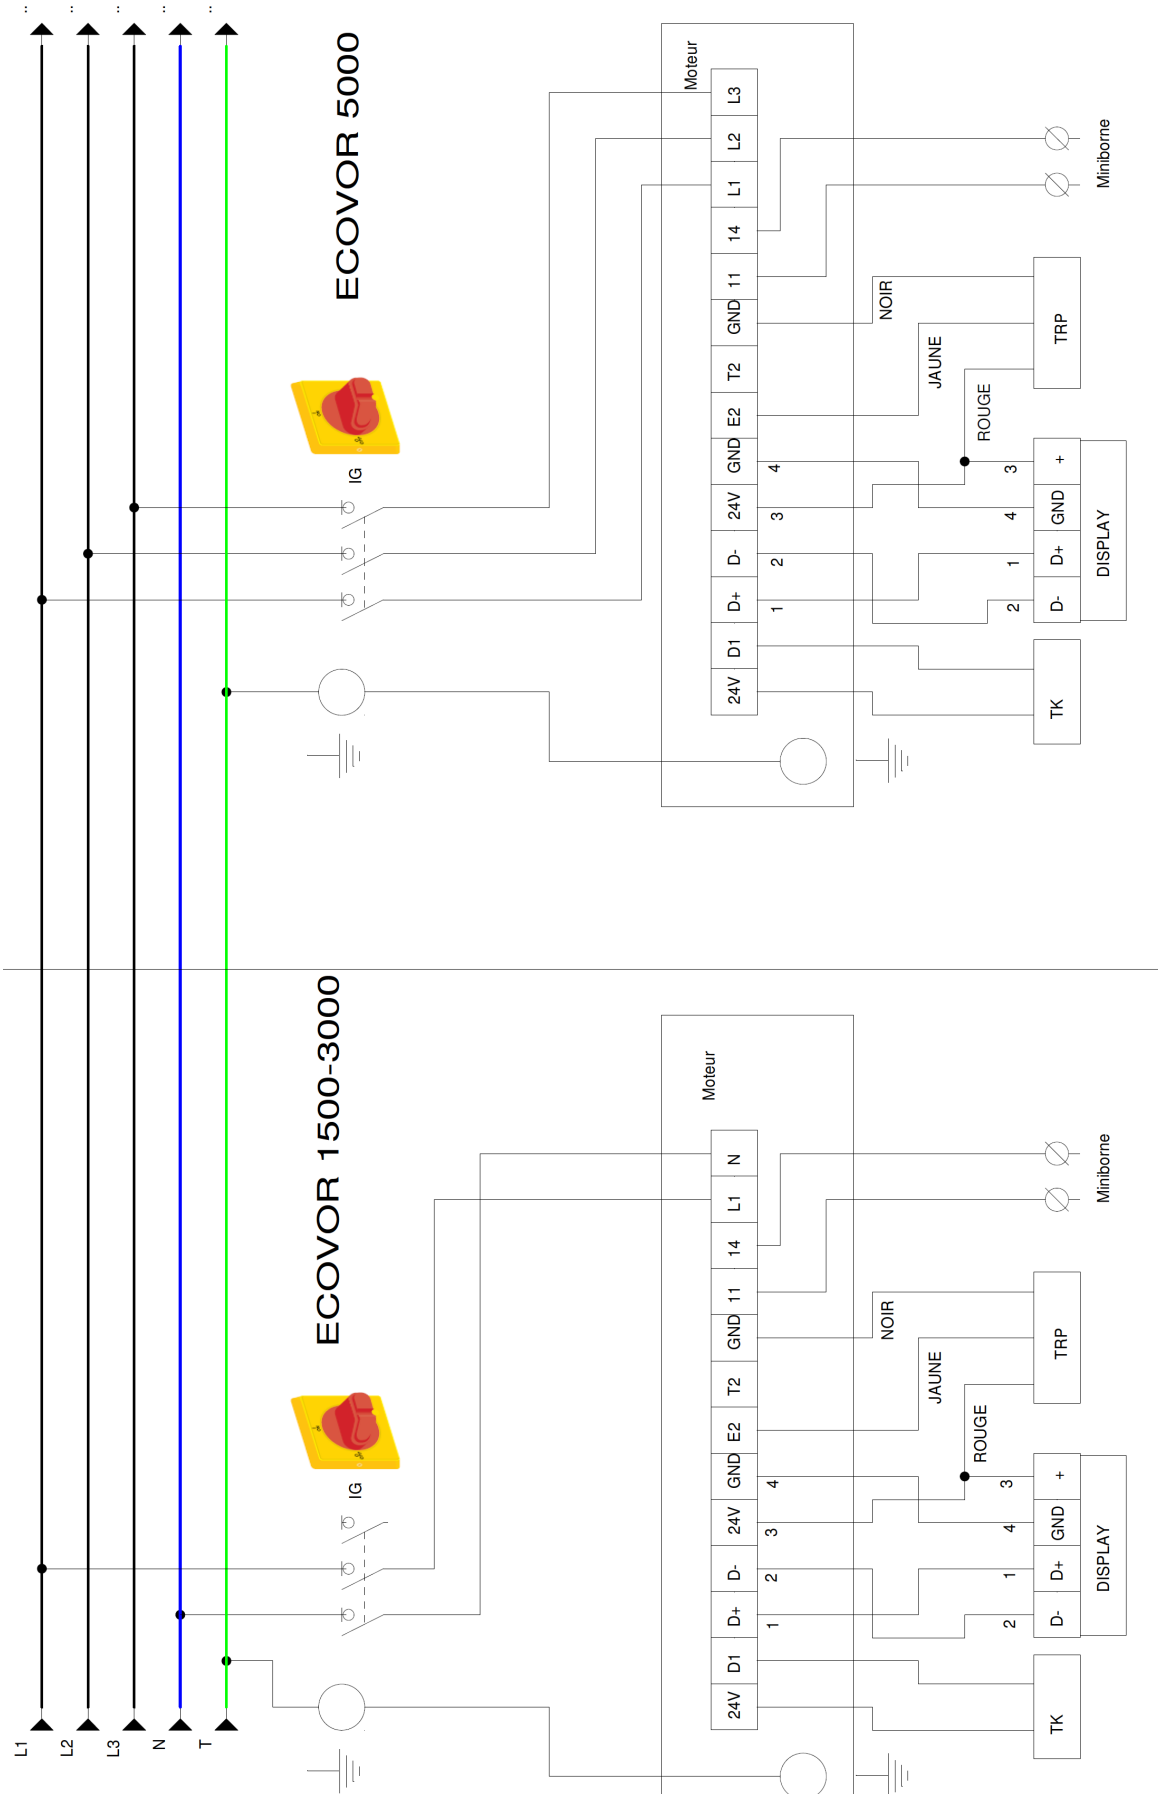 L1 ..
L2 ..
L3 ..
N ..
T ..
ECOVOR 1500-3000
IG
Moteur
24V D1 D+ D- 24V GND E2 T2 GND 11 14 L1 N
1 2 3 4
NOIR
JAUNE
ROUGE
2 1 4 3
TK
D- D+ GND +
DISPLAY
TRP
Miniborne
ECOVOR 5000
IG
Moteur
24V D1 D+ D- 24V GND E2 T2 GND 11 14 L1 L2 L3
1 2 3 4
NOIR
JAUNE
ROUGE
2 1 4 3
TK
D- D+ GND +
DISPLAY
TRP
Miniborne